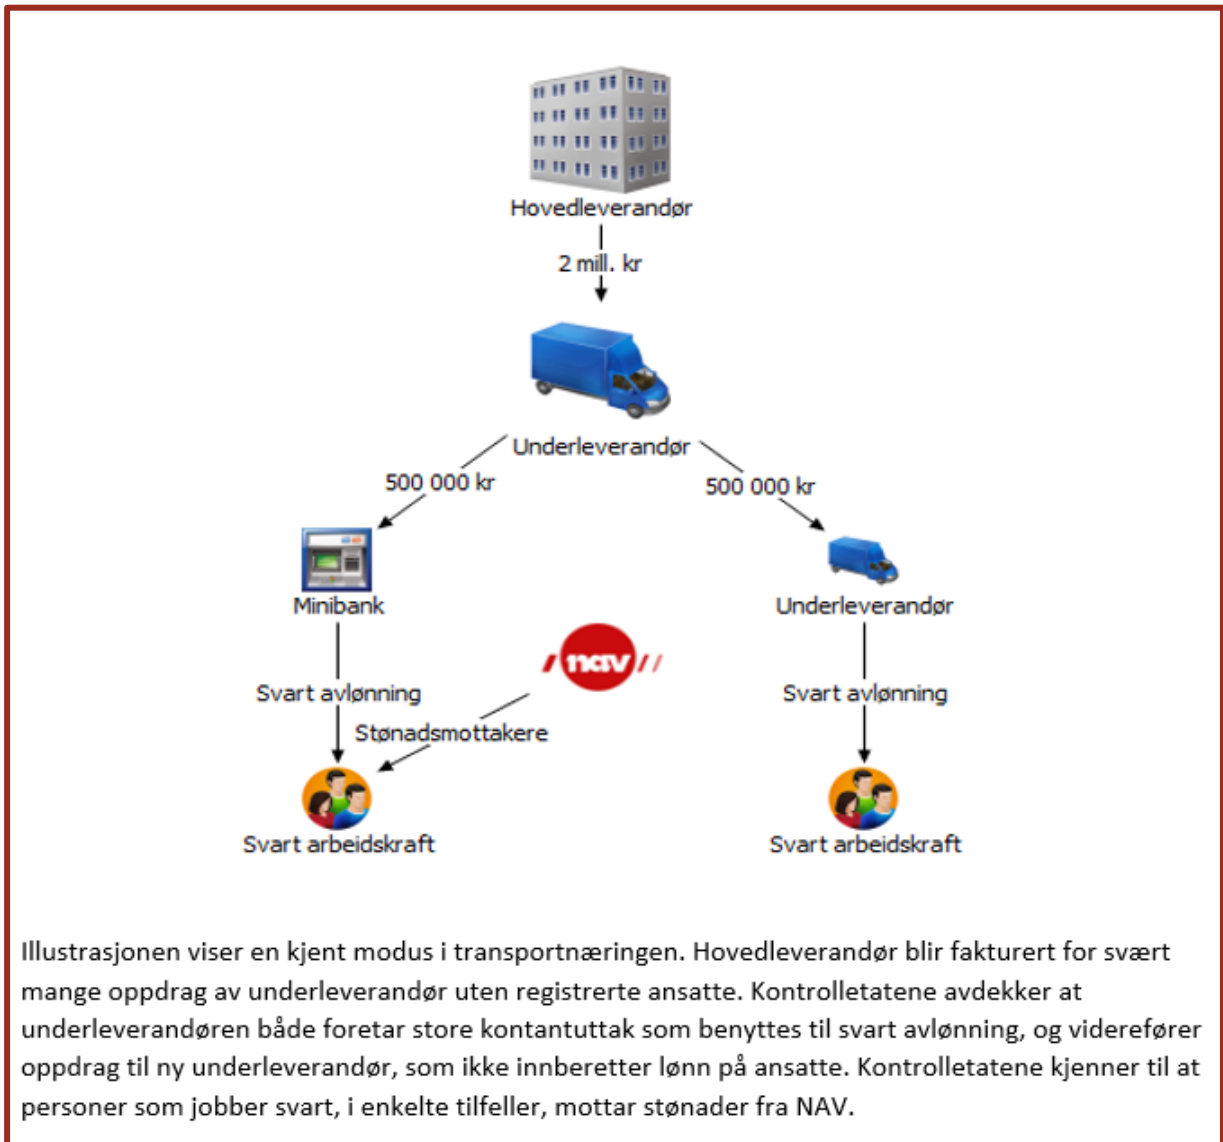 Hovedleverandør
2 mill. kr
Underleverandør
500 000 kr
500 000 kr
Minibank
Underleverandør
nav
Svart avlønning
Svart avlønning
Stønadsmottakere
Svart arbeidskraft
Svart arbeidskraft
Illustrasjonen viser en kjent modus i transportnæringen. Hovedleverandør blir fakturert for svært
mange oppdrag av underleverandør uten registrerte ansatte. Kontrolletatene avdekker at
underleverandøren både foretar store kontantuttak som benyttes til svart avlønning, og viderefører
oppdrag til ny underleverandør, som ikke innberetter lønn på ansatte. Kontrolletatene kjenner til at
personer som jobber svart, i enkelte tilfeller, mottar stønader fra NAV.